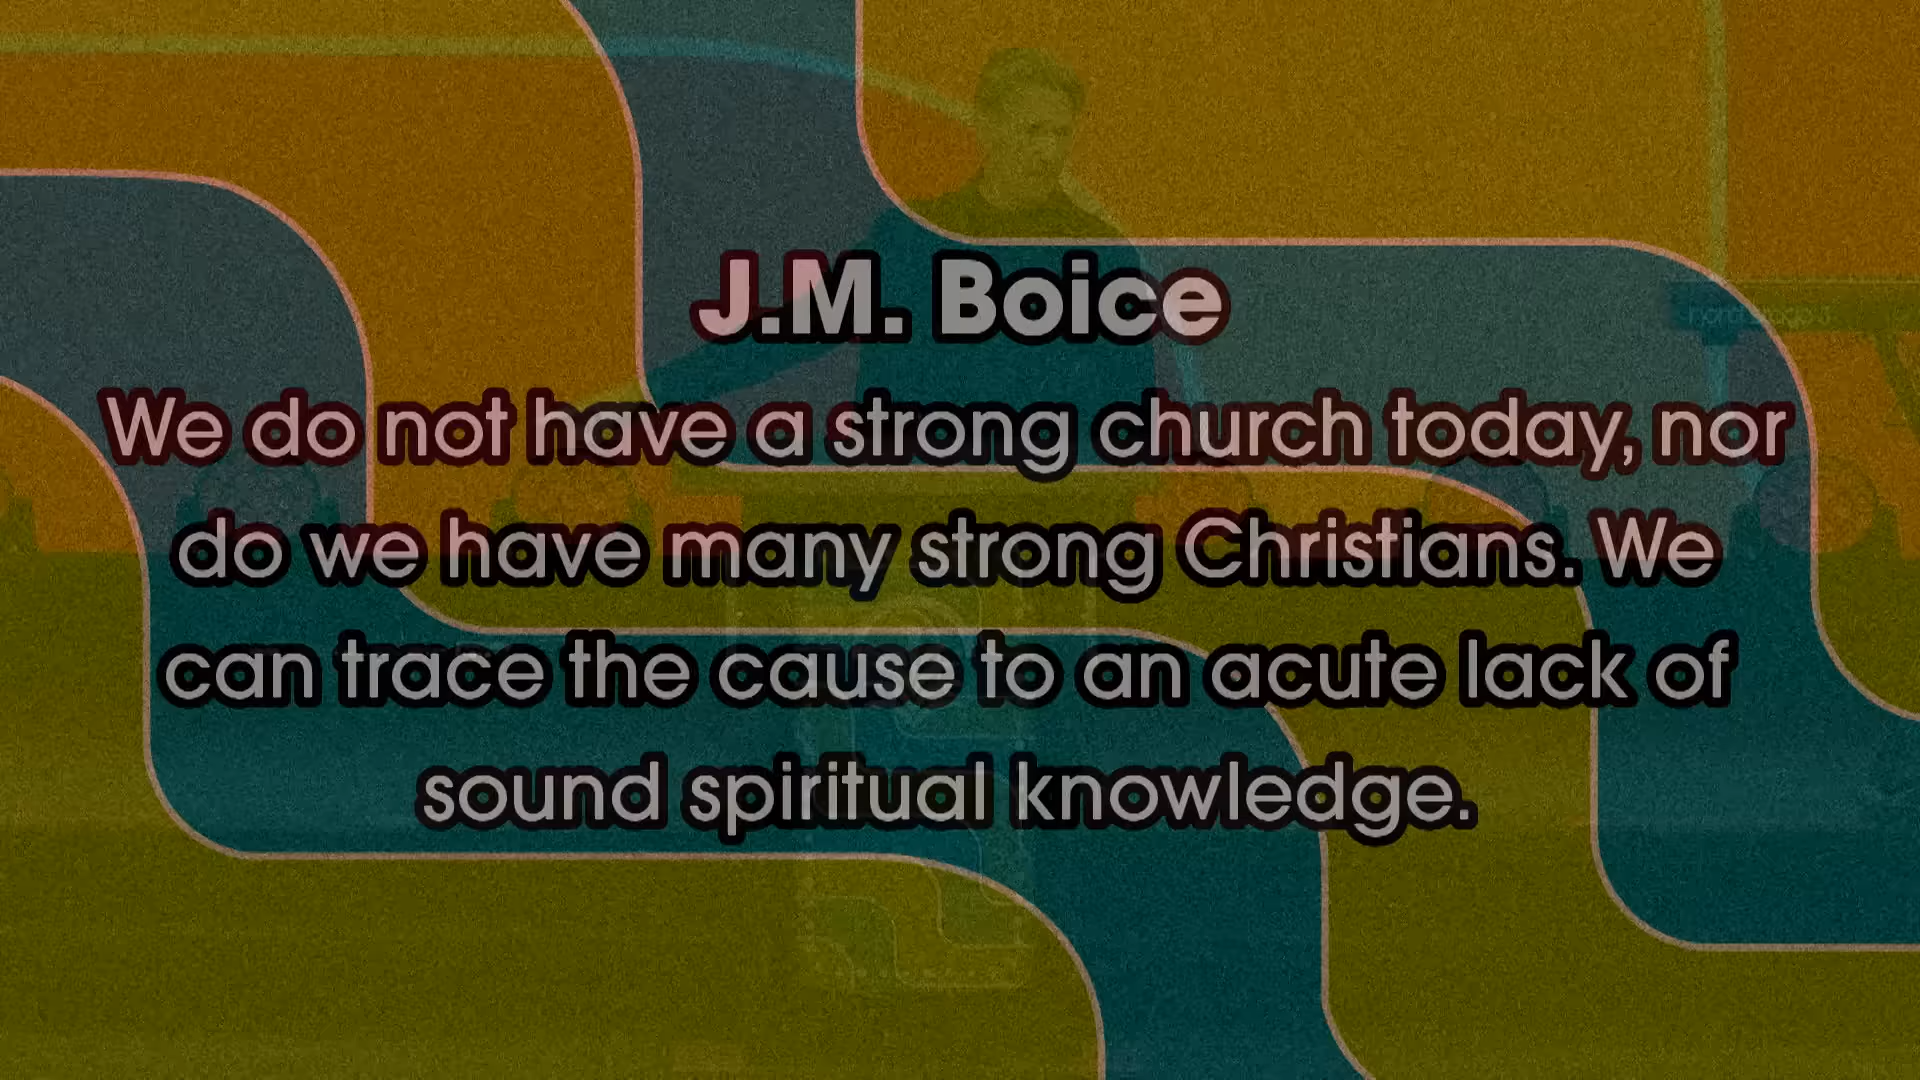 J.M. Boice
We do not have a strong church today, nor
do we have many strong Christians. We
can trace the cause to an acute lack of
sound spiritual knowledge.